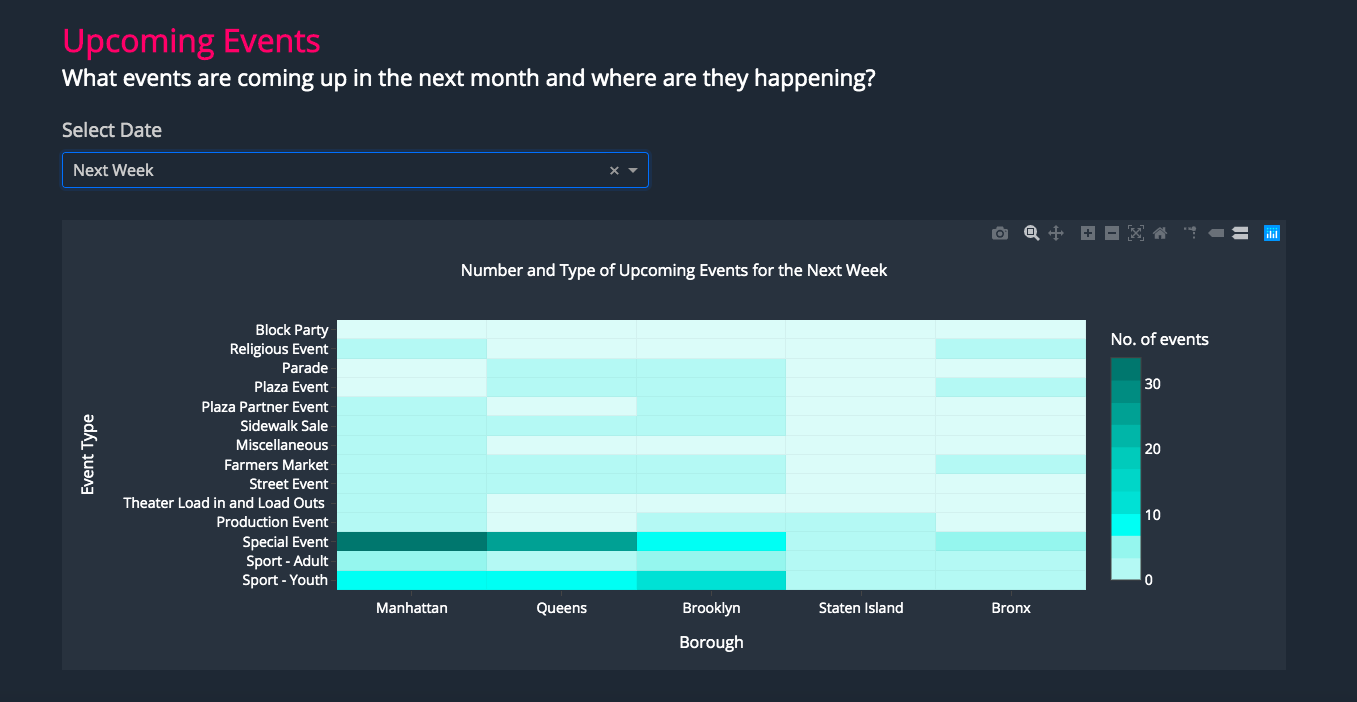 Upcoming Events
What events are coming up in the next month and where are they happening?
Select Date
Next Week
Number and Type of Upcoming Events for the Next Week
Event Type
Block Party
Religious Event
Parade
Plaza Event
Plaza Partner Event
Sidewalk Sale
Miscellaneous
Farmers Market
Street Event
Theater Load in and Load Outs
Production Event
Special Event
Sport - Adult
Sport - Youth
Manhattan Queens Brooklyn Staten Island Bronx
Borough
No. of events
30
20
10
0